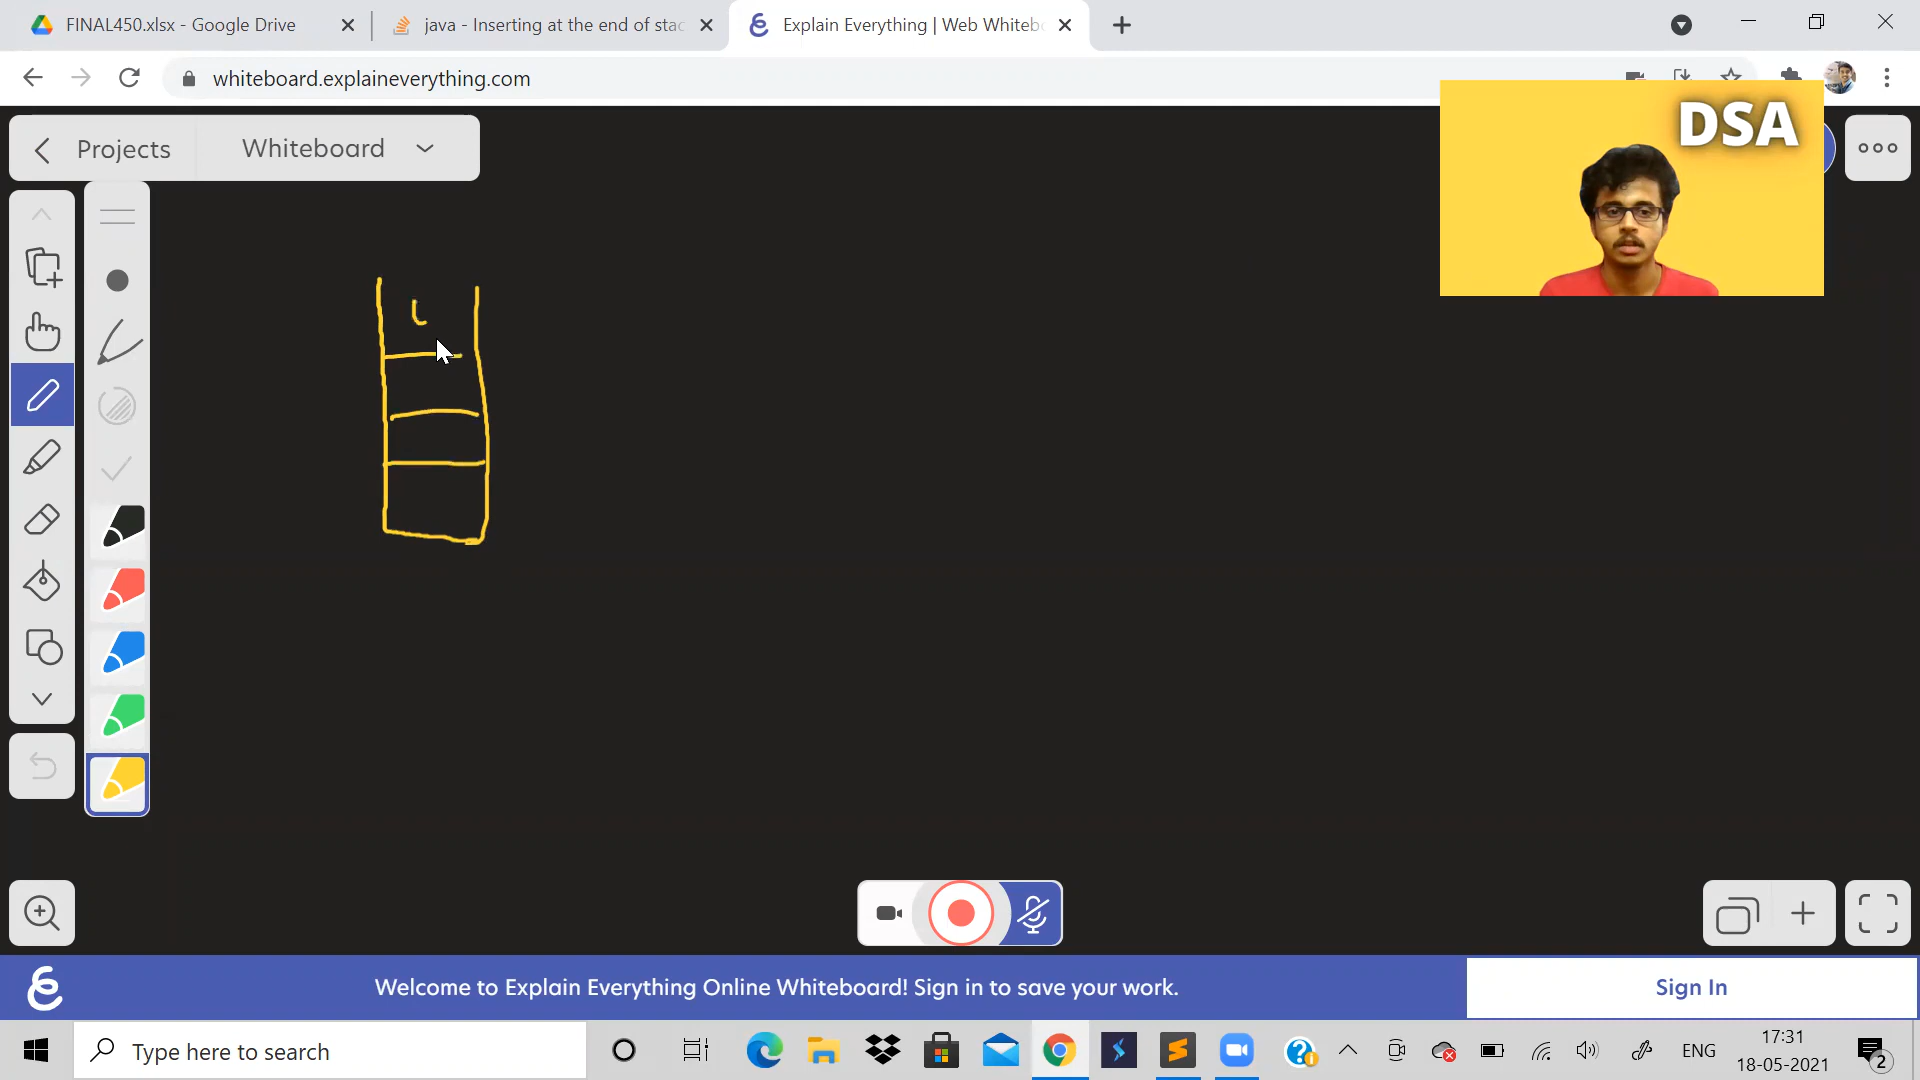 FINAL450.xlsx - Google Drive
java - Inserting at the end of stac
Explain Everything | Web Whitebo
whiteboard.explaineverything.com
DSA
Projects
Whiteboard
Welcome to Explain Everything Online Whiteboard! Sign in to save your work.
Sign In
Type here to search
ENG
17:31
18-05-2021
2